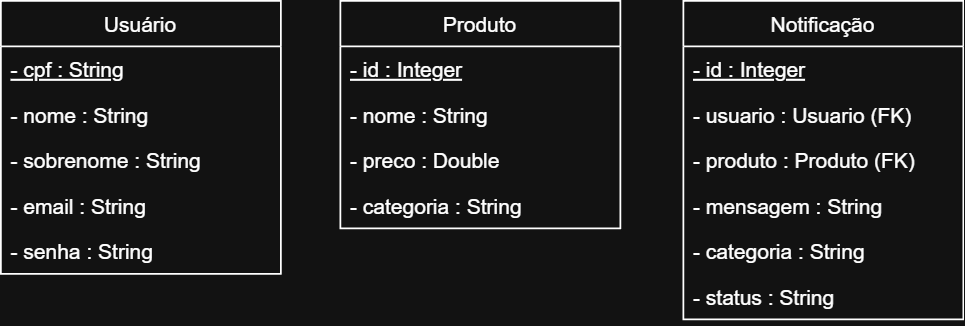 Usuário
- cpf : String
- nome : String
- sobrenome : String
- email : String
- senha : String
Produto
- id : Integer
- nome : String
- preco : Double
- categoria : String
Notificação
- id : Integer
- usuario : Usuario (FK)
- produto : Produto (FK)
- mensagem : String
- categoria : String
- status : String